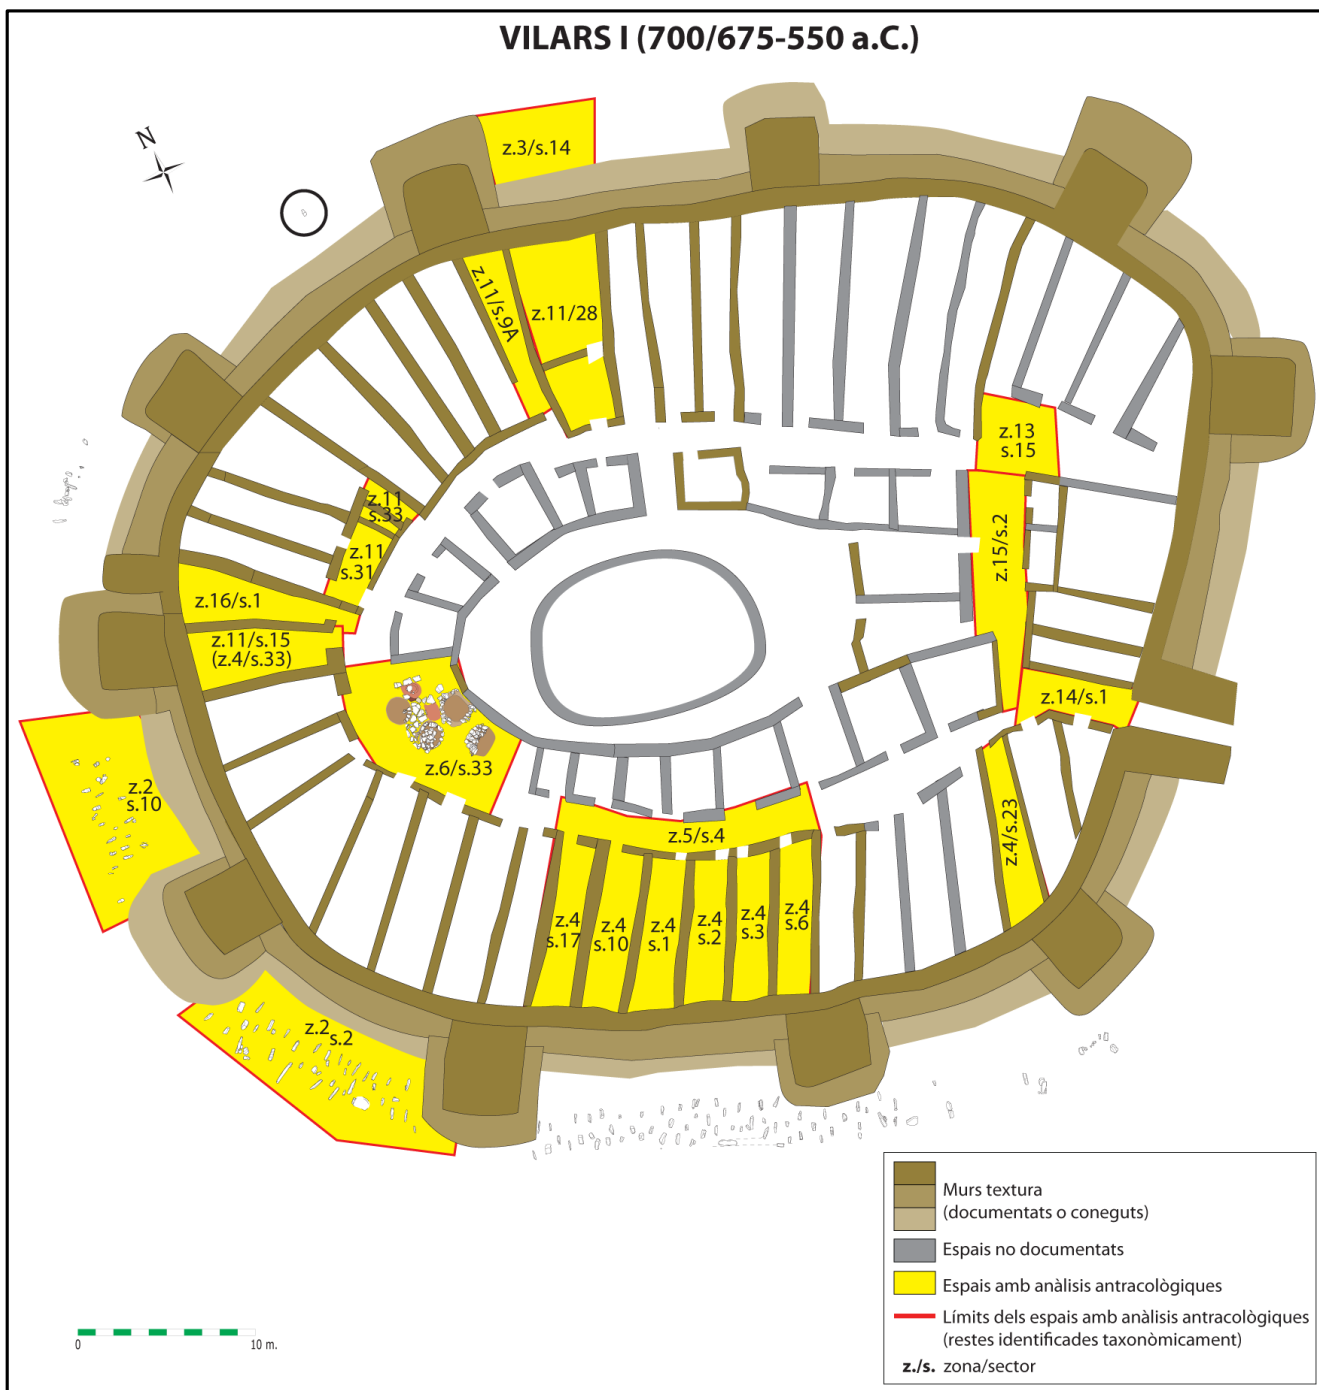 VILARS I (700/675-550 a.C.)
N
z.3/s.14
z.11/s.9A
z.11/28
z.13
s.15
z.11
s.33
z.11
s.31
z.15/s.2
z.16/s.1
z.11/s.15
(z.4/s.33)
z.14/s.1
z.6/s.33
z.2
s.10
z.5/s.4
z.4/s.23
z.4
s.17
z.4
s.10
z.4
s.1
z.4
s.2
z.4
s.3
z.4
s.6
z.2
s.2
Murs textura
(documentats o coneguts)
Espais no documentats
Espais amb anàlisis antracològiques
Límits dels espais amb anàlisis antracològiques
(restes identificades taxonòmicament)
z./s. zona/sector
0 10 m.